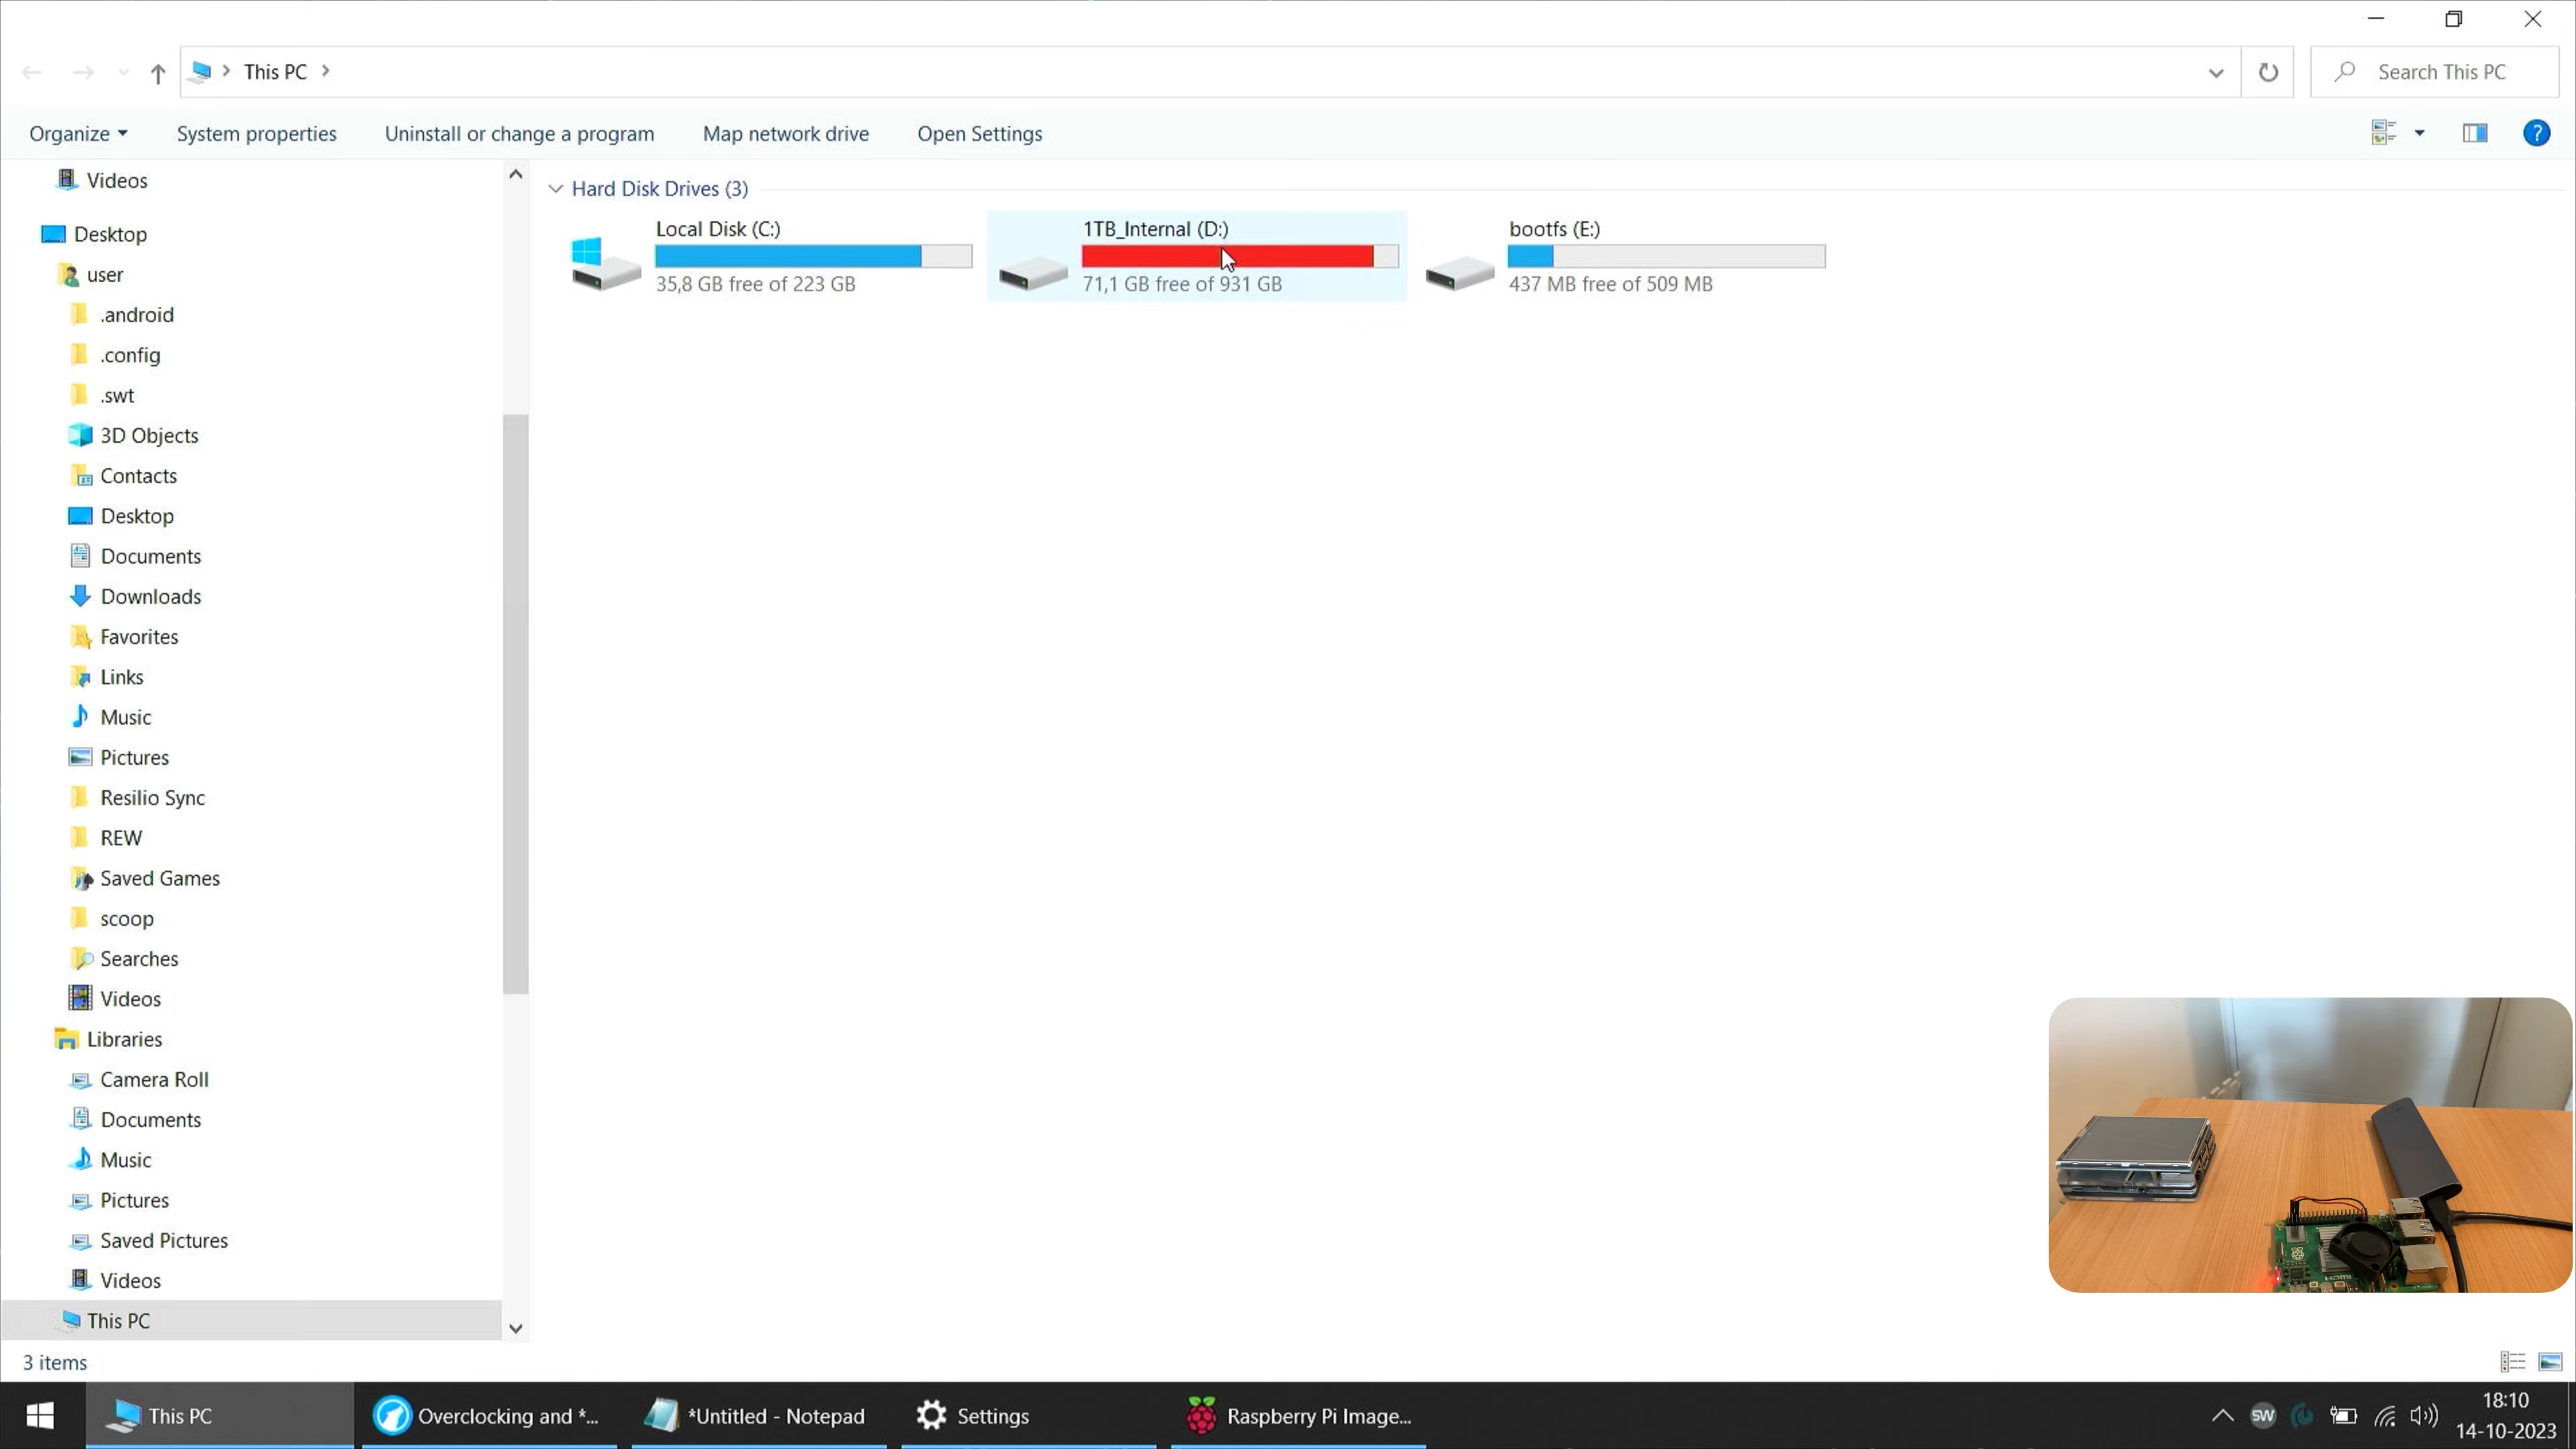 This PC
Search This PC
Organize
System properties
Uninstall or change a program
Map network drive
Open Settings
Videos
Desktop
user
.android
.config
.swt
3D Objects
Contacts
Desktop
Documents
Downloads
Favorites
Links
Music
Pictures
Resilio Sync
REW
Saved Games
scoop
Searches
Videos
Libraries
Camera Roll
Documents
Music
Pictures
Saved Pictures
Videos
This PC
Hard Disk Drives (3)
Local Disk (C:)
35,8 GB free of 223 GB
1TB_Internal (D:)
71,1 GB free of 931 GB
bootfs (E:)
437 MB free of 509 MB
HDMI
3 items
This PC
Overclocking and *...
*Untitled - Notepad
Settings
Raspberry Pi Image...
SW
18:10
14-10-2023